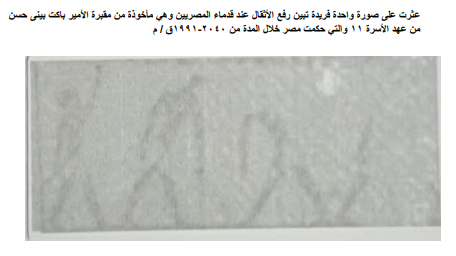 عثرت على صورة واحدة فريدة تبين رفع الأثقال عند قدماء المصريين وهي مأخوذة من مقبرة الأمير باكت ببنى حسن
من عهد الأسرة ١١ والتي حكمت مصر خلال المدة من ٢٠٤٠-١٩٩١ق / م